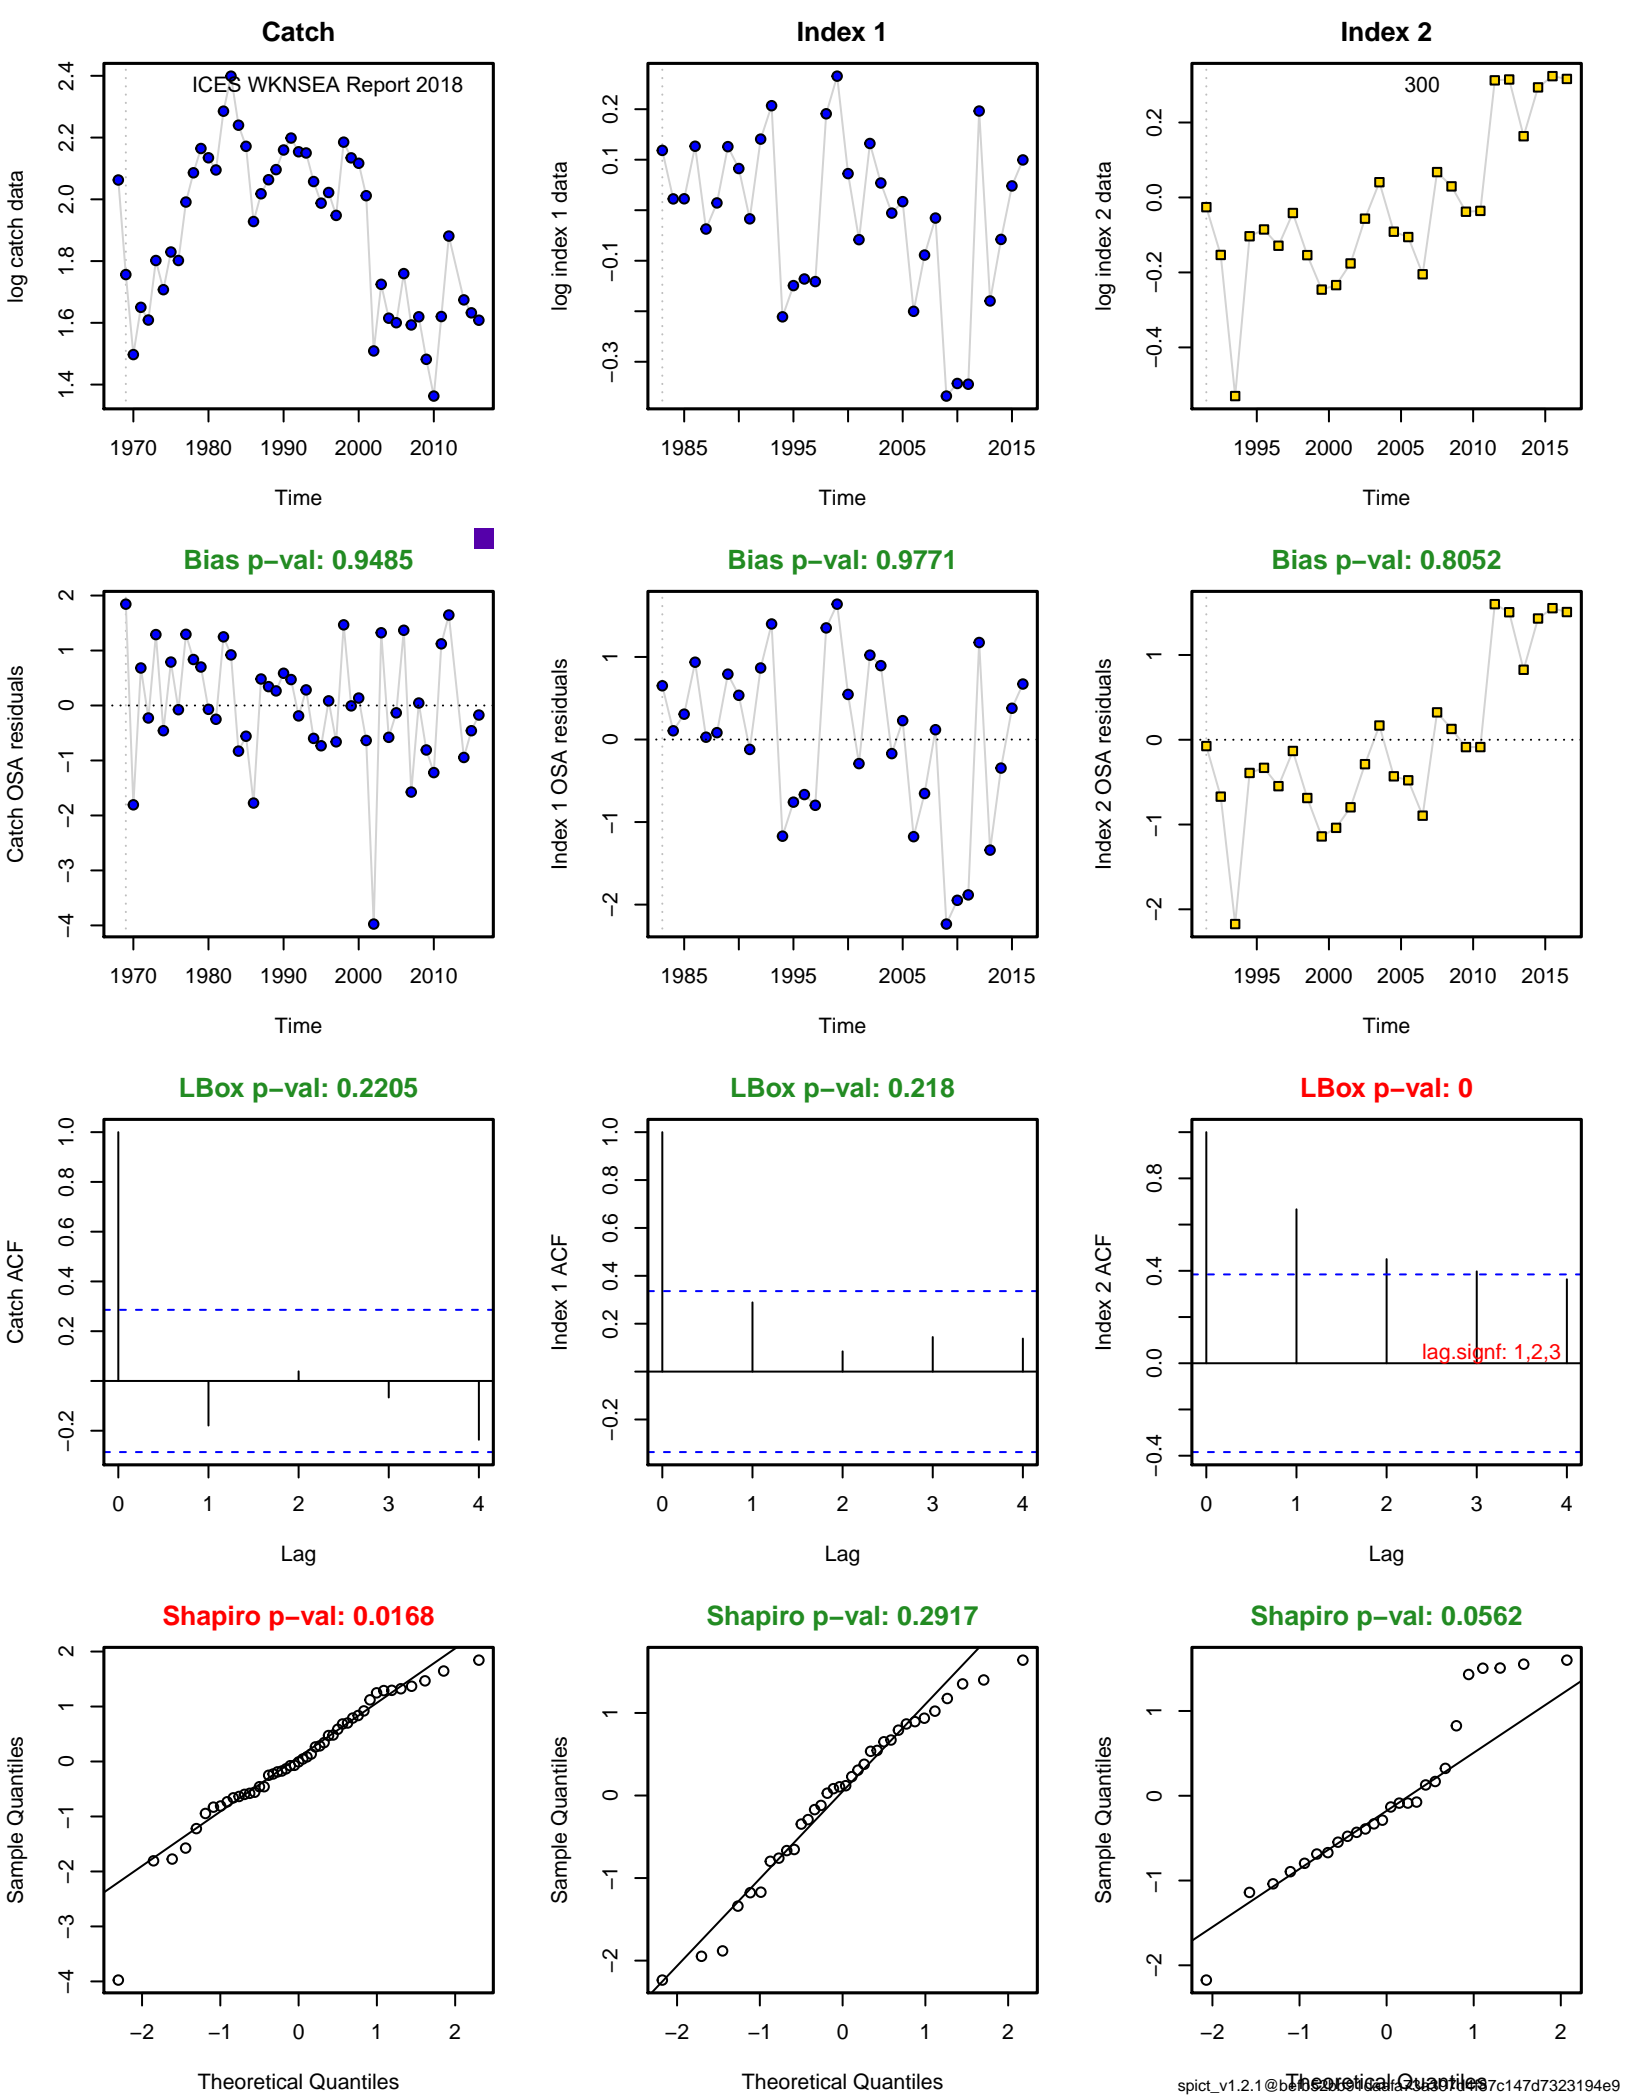 Catch
Index 1
Index 2
ICES WKNSEA Report 2018
300
log catch data
1.4 1.6 1.8 2.0 2.2 2.4
1970 1980 1990 2000 2010
Time
log index 1 data
−0.3 −0.1 0.1 0.2
1985 1995 2005 2015
Time
log index 2 data
−0.4 −0.2 0.0 0.2
1995 2000 2005 2010 2015
Time
Bias p−val: 0.9485
Bias p−val: 0.9771
Bias p−val: 0.8052
Catch OSA residuals
−4 −3 −2 −1 0 1 2
1970 1980 1990 2000 2010
Time
Index 1 OSA residuals
−2 −1 0 1
1985 1995 2005 2015
Time
Index 2 OSA residuals
−2 −1 0 1
1995 2000 2005 2010 2015
Time
LBox p−val: 0.2205
LBox p−val: 0.218
LBox p−val: 0
Catch ACF
−0.2 0.2 0.4 0.6 0.8 1.0
0 1 2 3 4
Lag
Index 1 ACF
−0.2 0.2 0.4 0.6 0.8 1.0
0 1 2 3 4
Lag
Index 2 ACF
−0.4 0.0 0.4 0.8
lag.signf: 1,2,3
0 1 2 3 4
Lag
Shapiro p−val: 0.0168
Shapiro p−val: 0.2917
Shapiro p−val: 0.0562
Sample Quantiles
−4 −3 −2 −1 0 1 2
−2 −1 0 1 2
Theoretical Quantiles
Sample Quantiles
−2 −1 0 1
−2 −1 0 1 2
Theoretical Quantiles
Sample Quantiles
−2 −1 0 1
−2 −1 0 1 2
Theoretical Quantiles